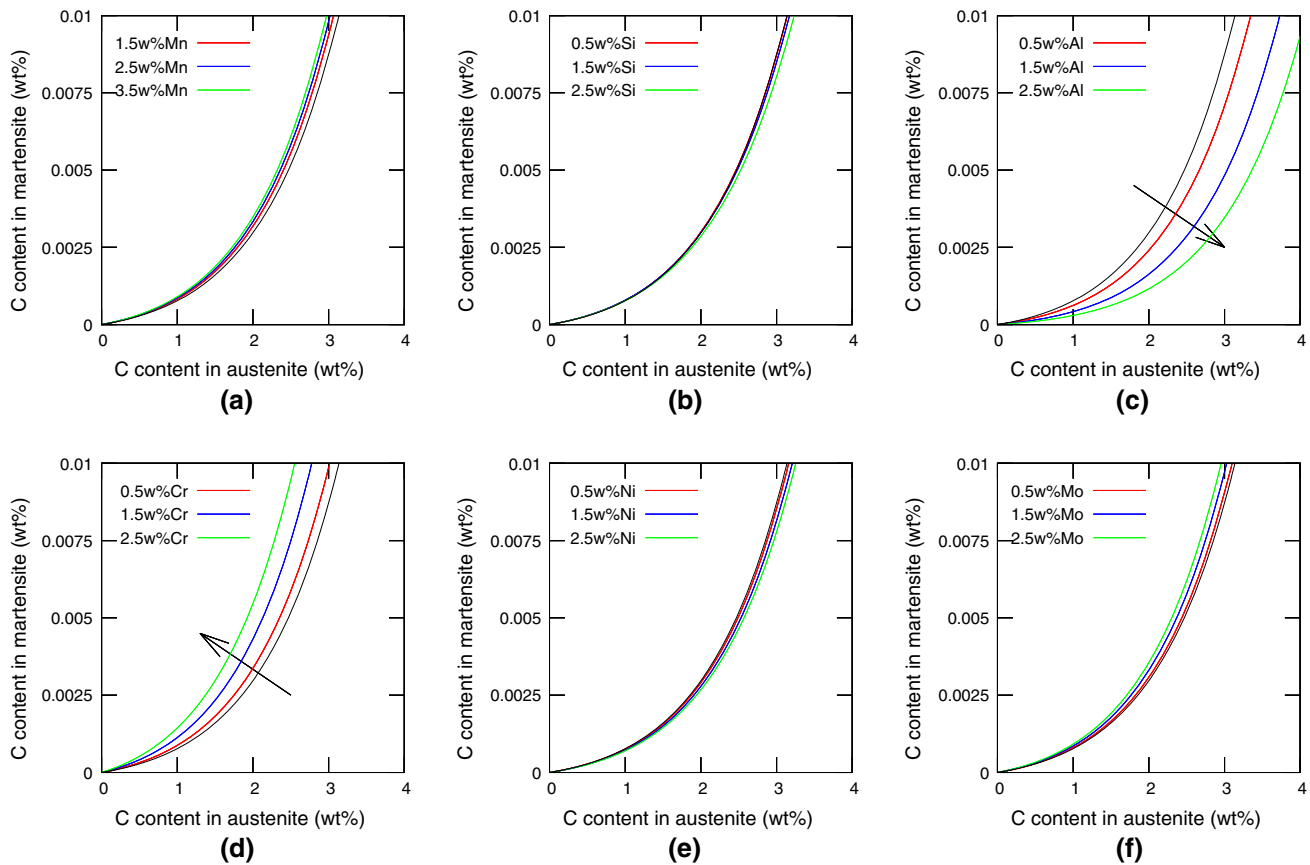 0.01
0.0075
0.005
0.0025
0
0 1 2 3 4
1.5w%Mn
2.5w%Mn
3.5w%Mn
C content in martensite (wt%)
C content in austenite (wt%)
(a)
0.01
0.0075
0.005
0.0025
0
0 1 2 3 4
0.5w%Si
1.5w%Si
2.5w%Si
C content in martensite (wt%)
C content in austenite (wt%)
(b)
0.01
0.0075
0.005
0.0025
0
0 1 2 3 4
0.5w%Al
1.5w%Al
2.5w%Al
C content in martensite (wt%)
C content in austenite (wt%)
(c)
0.01
0.0075
0.005
0.0025
0
0 1 2 3 4
0.5w%Cr
1.5w%Cr
2.5w%Cr
C content in martensite (wt%)
C content in austenite (wt%)
(d)
0.01
0.0075
0.005
0.0025
0
0 1 2 3 4
0.5w%Ni
1.5w%Ni
2.5w%Ni
C content in martensite (wt%)
C content in austenite (wt%)
(e)
0.01
0.0075
0.005
0.0025
0
0 1 2 3 4
0.5w%Mo
1.5w%Mo
2.5w%Mo
C content in martensite (wt%)
C content in austenite (wt%)
(f)